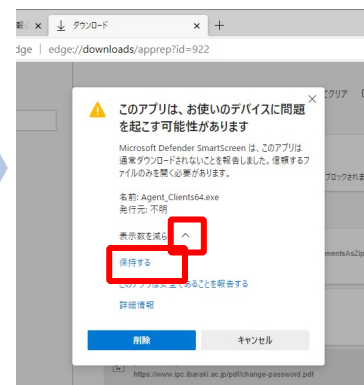 ダウンロード
edge://downloads/apprep?id=922
このアプリは、お使いのデバイスに問題
を起こす可能性があります
Microsoft Defender SmartScreen は、このアプリは
通常ダウンロードされないことを報告しました。信頼するフ
ァイルのみを開く必要があります。
名前: Agent_Clients64.exe
発行元: 不明
表示数を減ら
保持する
このアプリは安全であることを報告する
詳細情報
削除 キャンセル
https://www.ipc.ibaraki.ac.jp/pdf/change-password.pdf